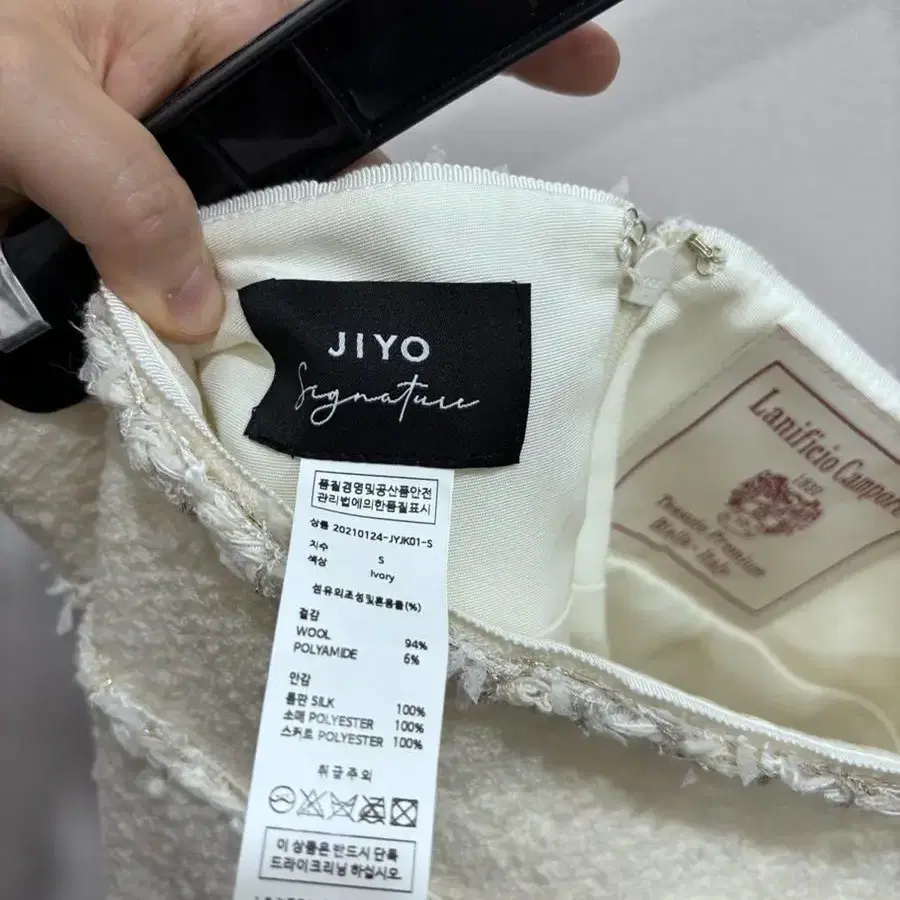 JIYO
Signature
품질경영및공산품안전
관리법에의한품질표시
상품 20210124-JYJK01-S
치수 S
색상 Ivory
섬유의조성및혼용률(%)
겉감
WOOL 94%
POLYAMIDE 6%
안감
몸판 SILK 100%
소매 POLYESTER 100%
스커트 POLYESTER 100%
취급주의
이 상품은 반드시 단독
드라이크리닝 하십시오.
Lanificio
Tessuto Premium
Italy